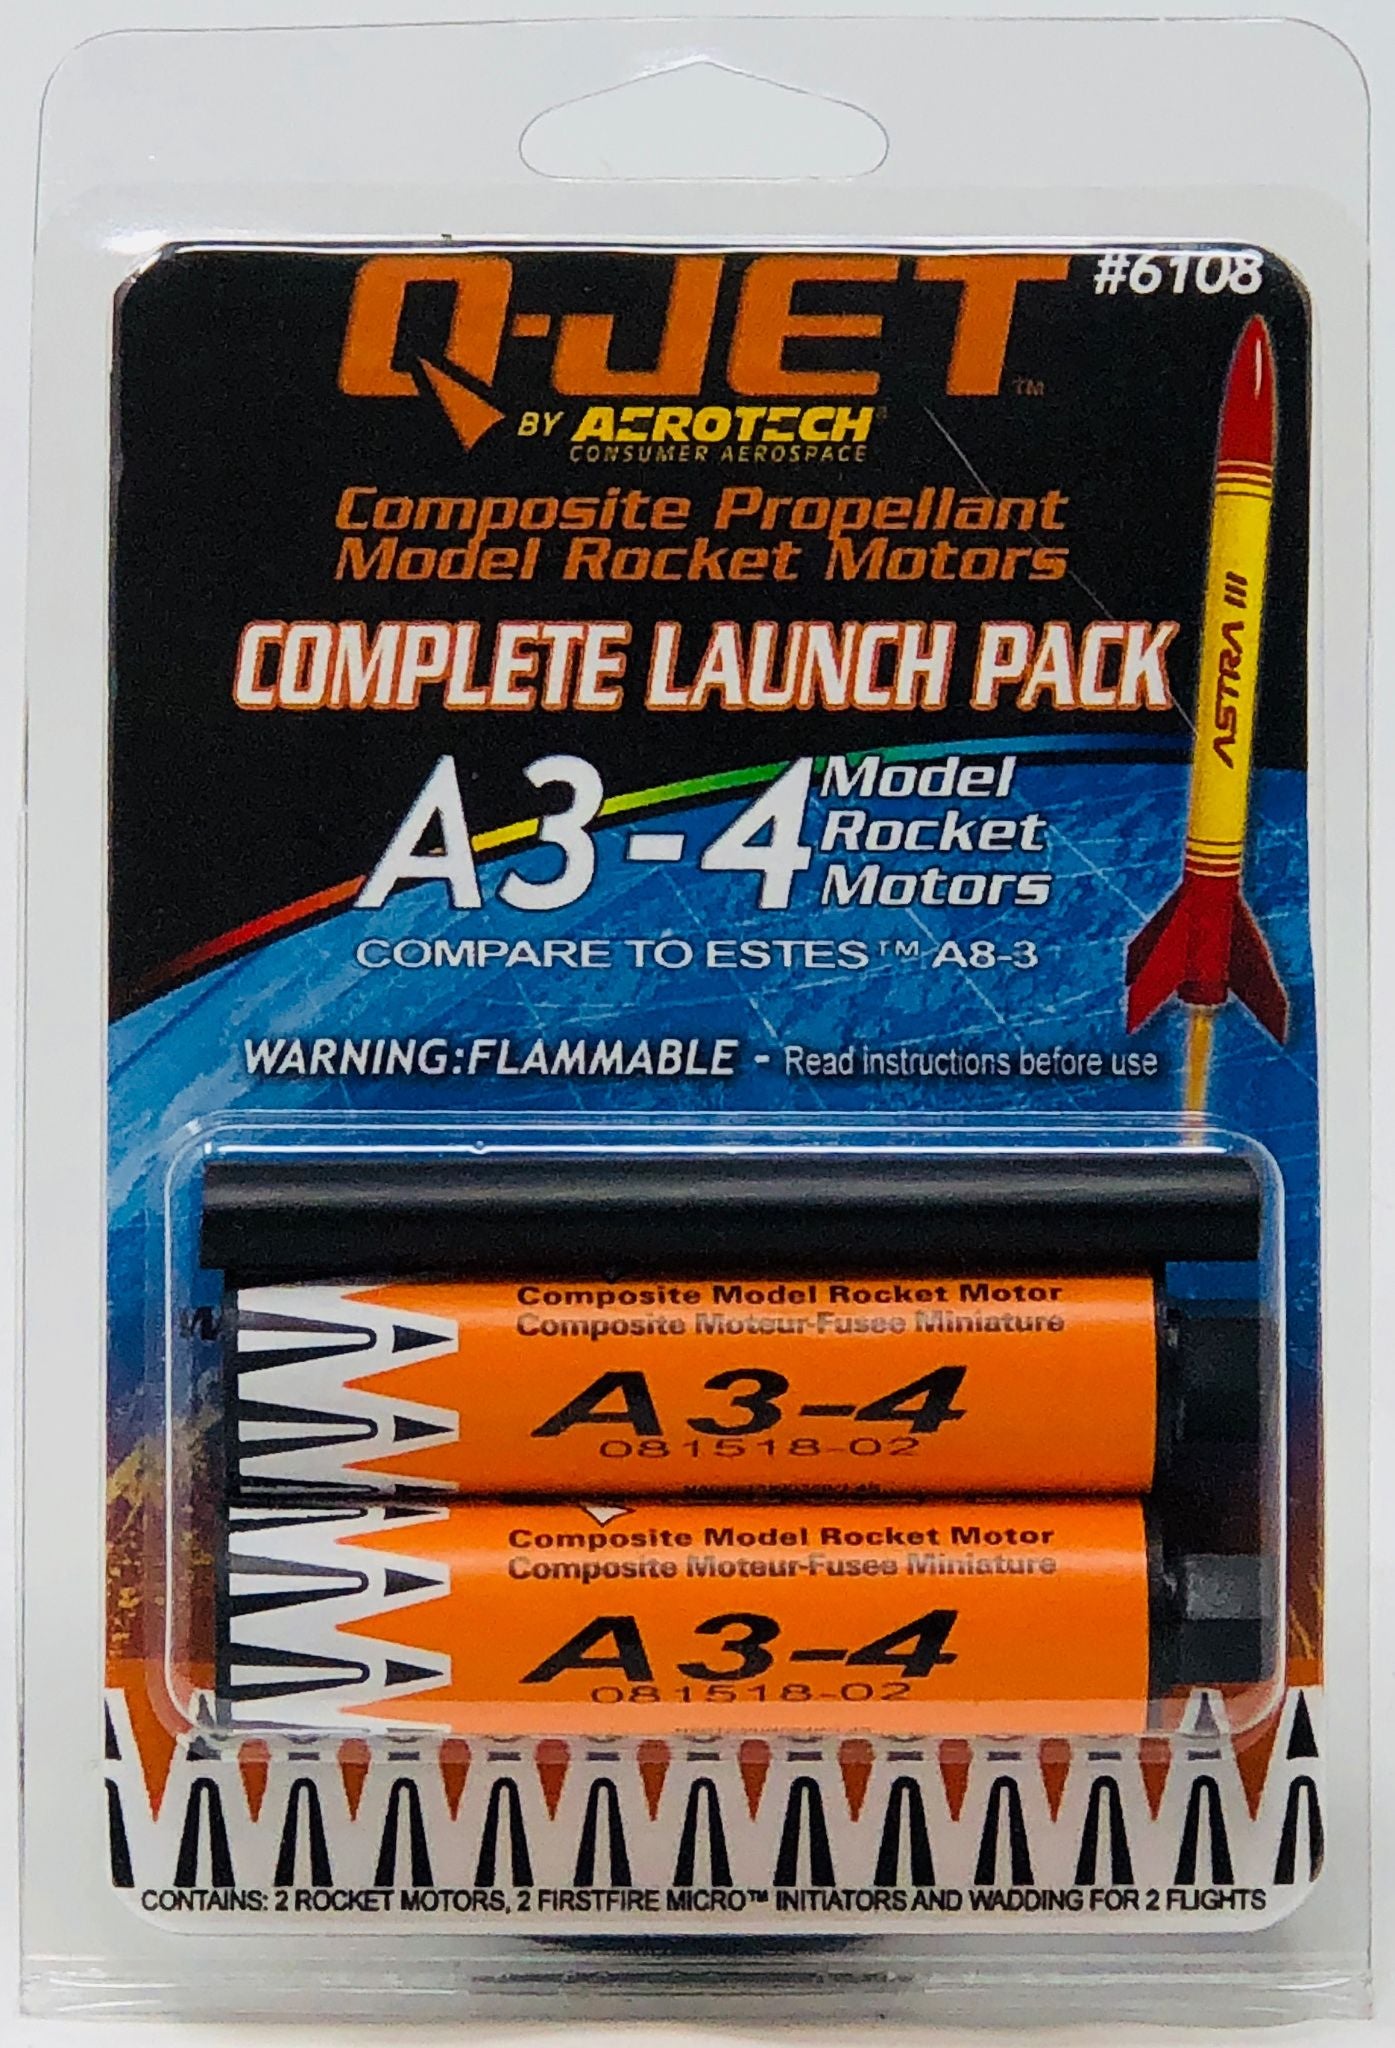 Q-JET™
#6108
BY AEROTECH®
CONSUMER AEROSPACE
Composite Propellant
Model Rocket Motors
COMPLETE LAUNCH PACK
ASTRA III
A3-4 Model
Rocket
Motors
COMPARE TO ESTES™ A8-3
WARNING:FLAMMABLE - Read instructions before use
Composite Model Rocket Motor
Composite Moteur-Fusee Miniature
A3-4
081518-02
Composite Model Rocket Motor
Composite Moteur-Fusee Miniature
A3-4
081518-02
CONTAINS: 2 ROCKET MOTORS, 2 FIRSTFIRE MICRO™ INITIATORS AND WADDING FOR 2 FLIGHTS